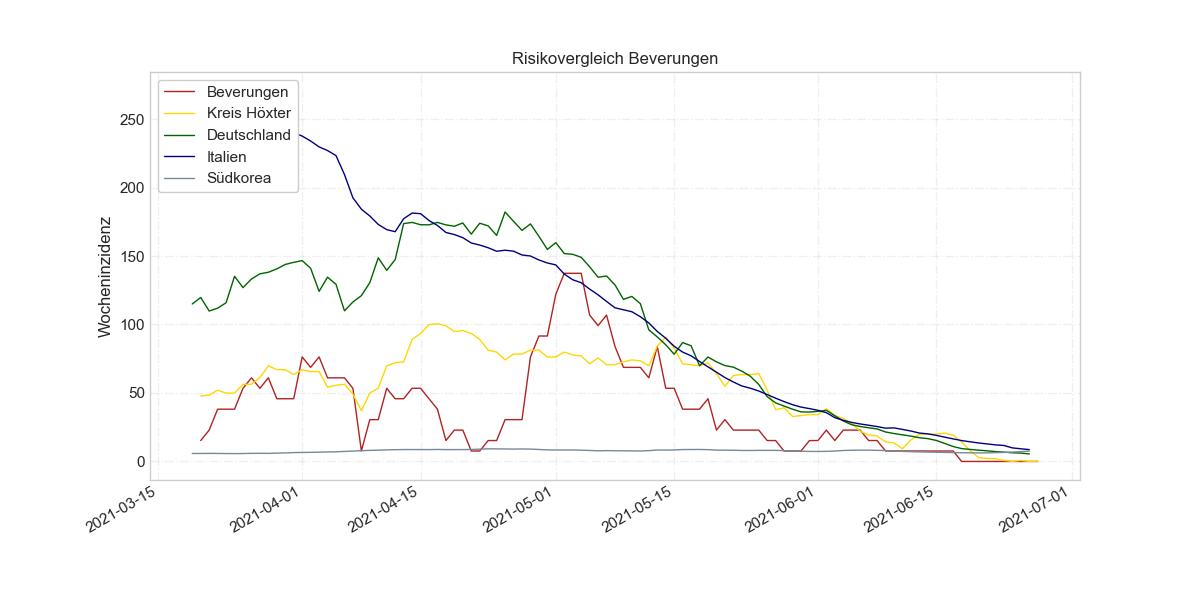 Risikovergleich Beverungen
Beverungen
Kreis Höxter
Deutschland
Italien
Südkorea
Wocheninzidenz
250
200
150
100
50
0
2021-03-15
2021-04-01
2021-04-15
2021-05-01
2021-05-15
2021-06-01
2021-06-15
2021-07-01